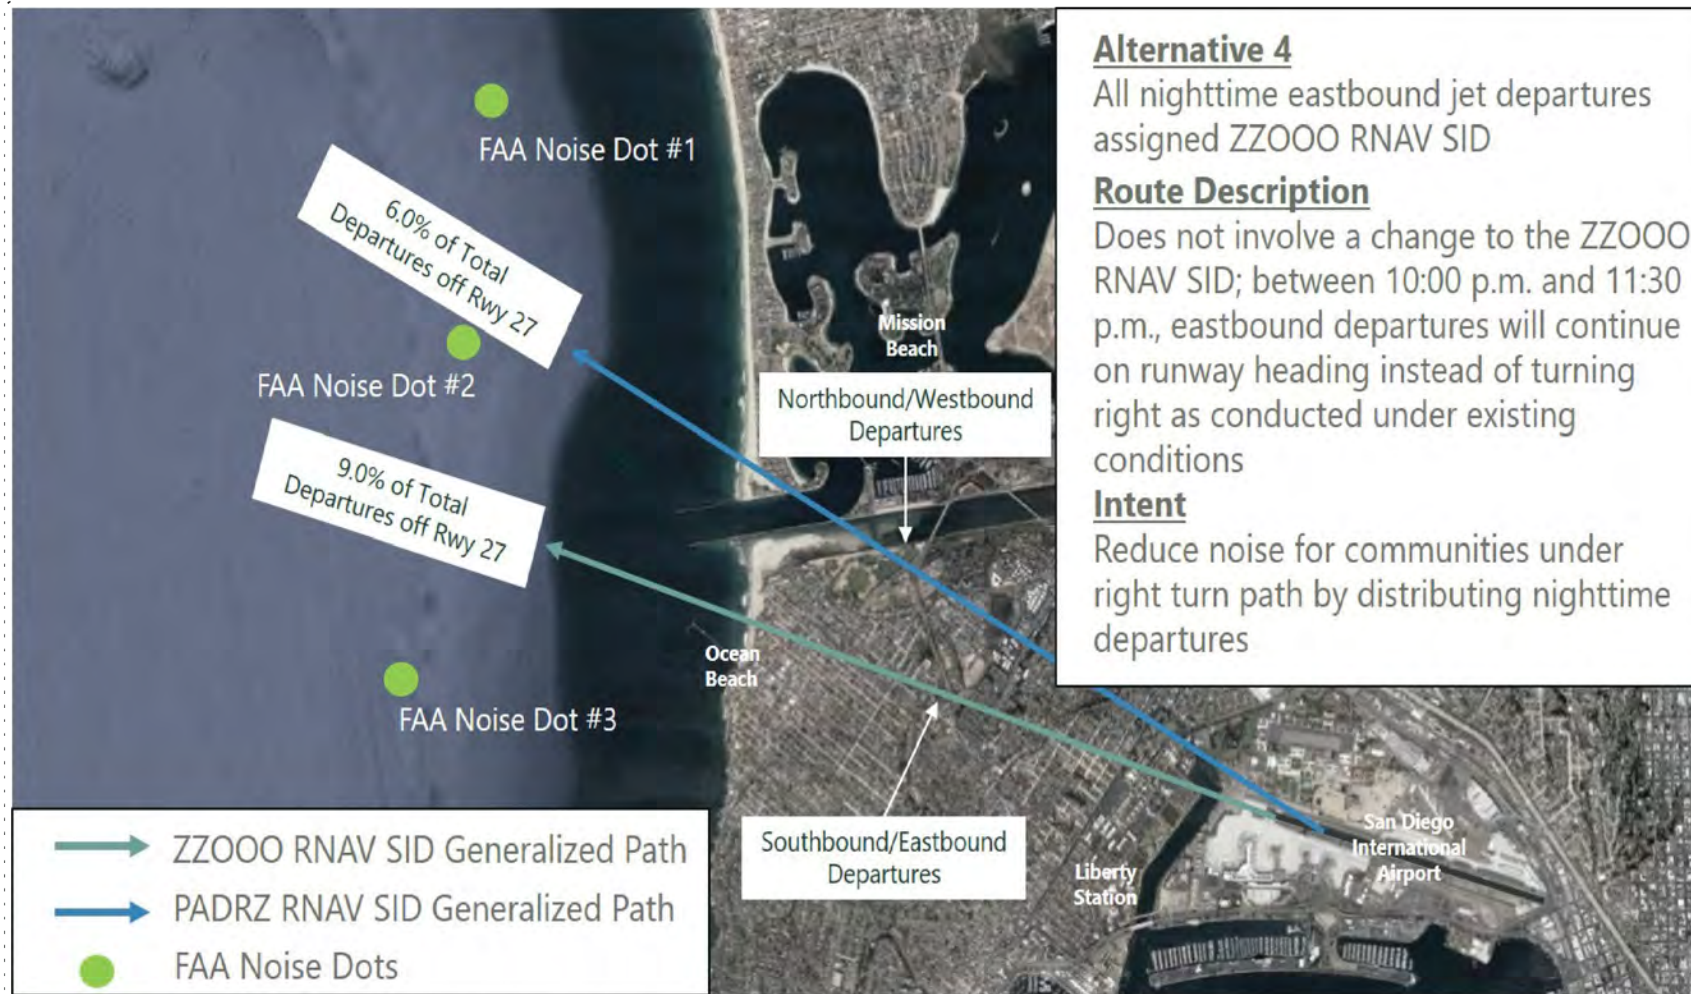 FAA Noise Dot #1
6.0% of Total
Departures off Rwy 27
FAA Noise Dot #2
9.0% of Total
Departures off Rwy 27
FAA Noise Dot #3
Mission
Beach
Northbound/Westbound
Departures
Ocean
Beach
Southbound/Eastbound
Departures
Liberty
Station
San Diego
International
Airport
Alternative 4
All nighttime eastbound jet departures
assigned ZZOOO RNAV SID
Route Description
Does not involve a change to the ZZOOO
RNAV SID; between 10:00 p.m. and 11:30
p.m., eastbound departures will continue
on runway heading instead of turning
right as conducted under existing
conditions
Intent
Reduce noise for communities under
right turn path by distributing nighttime
departures
ZZOOO RNAV SID Generalized Path
PADRZ RNAV SID Generalized Path
FAA Noise Dots